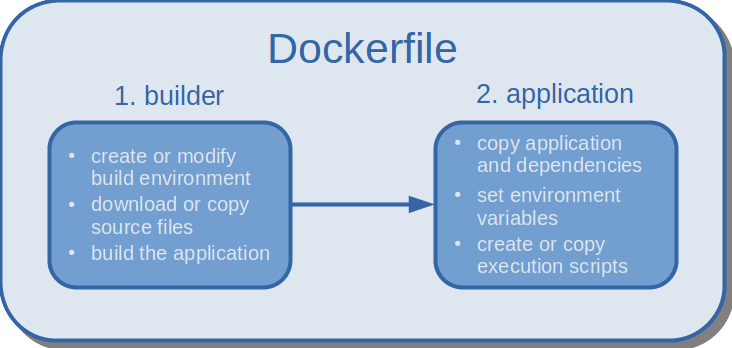 Dockerfile
1. builder
• create or modify
build environment
• download or copy
source files
• build the application
2. application
• copy application
and dependencies
• set environment
variables
• create or copy
execution scripts